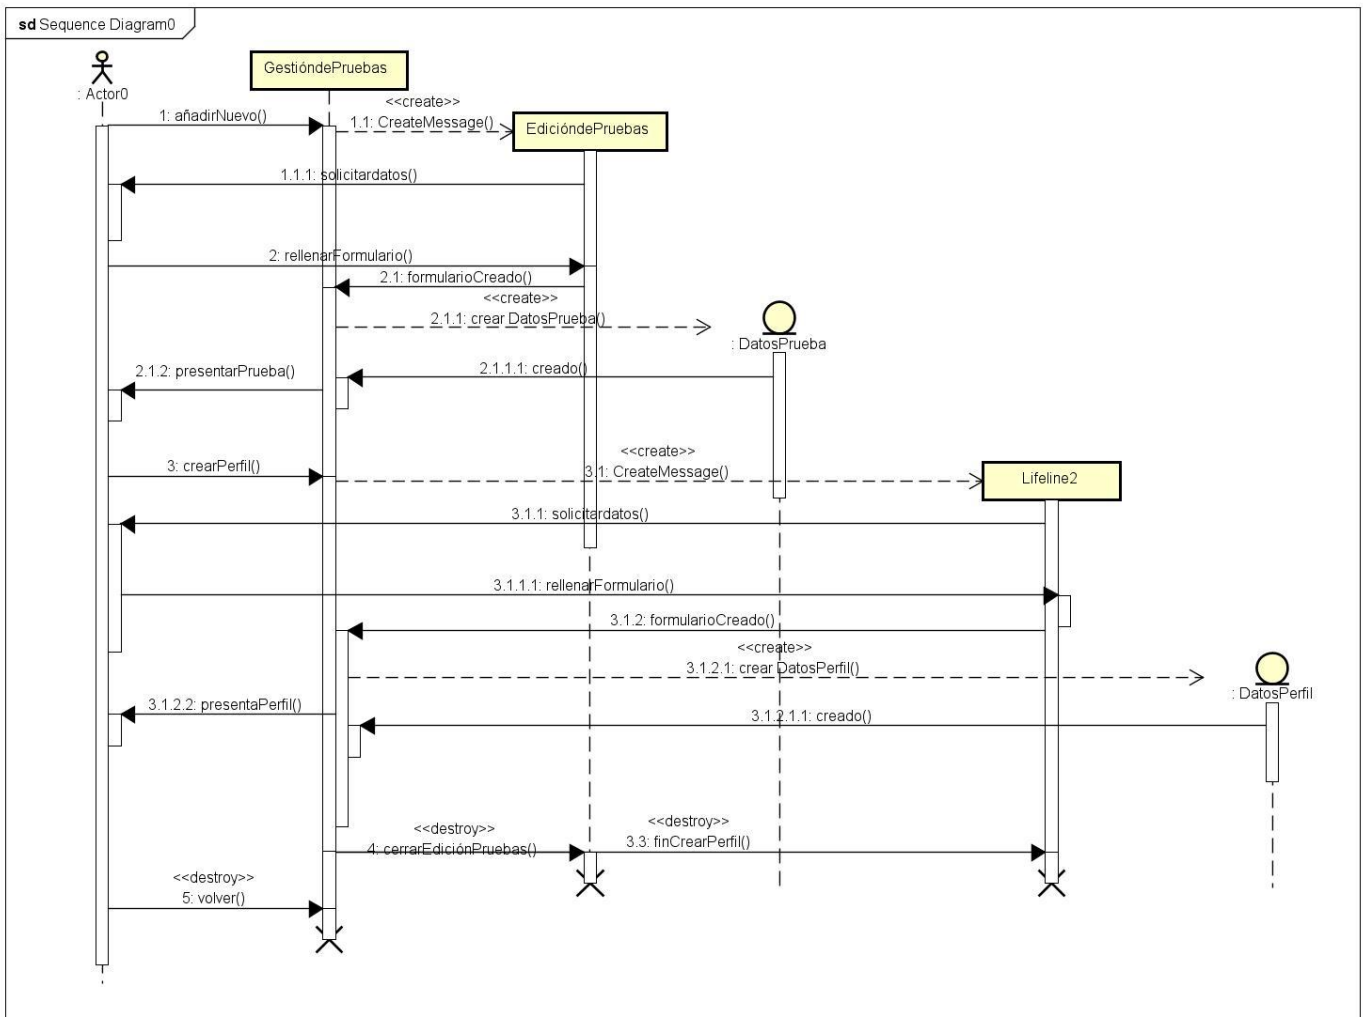 sd Sequence Diagram0
GestióndePruebas
: Actor0
<<create>>
1: añadirNuevo()
1.1: CreateMessage()
EdicióndePruebas
1.1.1: solicitardatos()
2: rellenarFormulario()
2.1: formularioCreado()
<<create>>
2.1.1: crear DatosPrueba()
: DatosPrueba
2.1.2: presentarPrueba()
2.1.1.1: creado()
<<create>>
3: crearPerfil()
3.1: CreateMessage()
Lifeline2
3.1.1: solicitardatos()
3.1.1.1: rellenarFormulario()
3.1.2: formularioCreado()
<<create>>
3.1.2.1: crear DatosPerfil()
: DatosPerfil
3.1.2.2: presentaPerfil()
3.1.2.1.1: creado()
<<destroy>>
<<destroy>>
4: cerrarEdiciónPruebas()
3.3: finCrearPerfil()
<<destroy>>
5: volver()